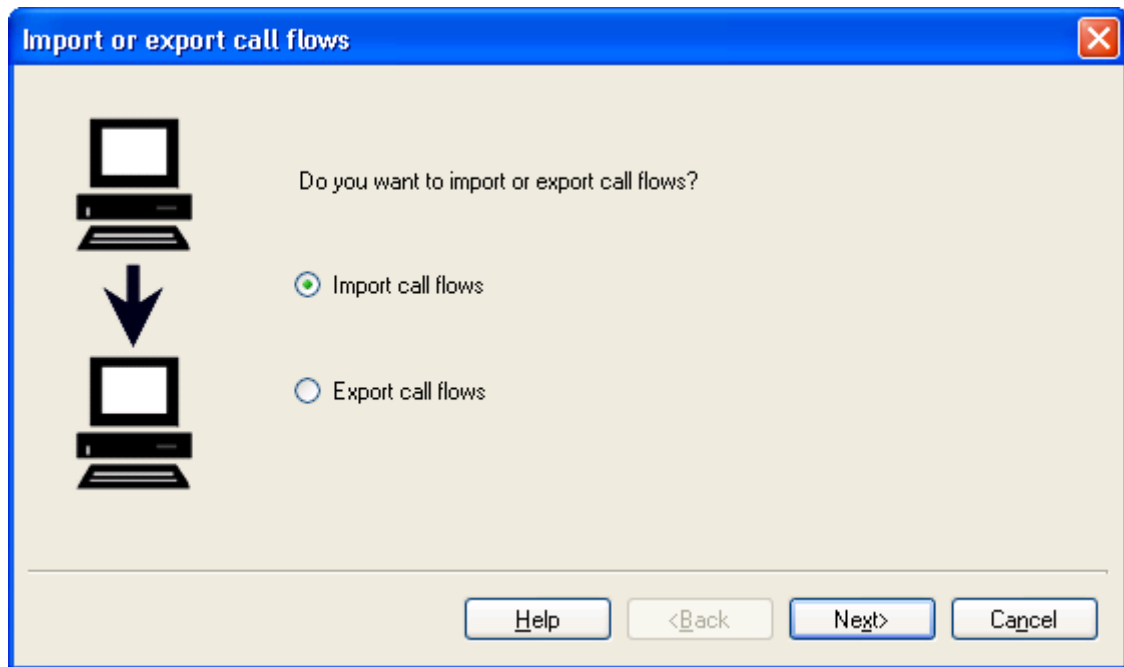 Import or export call flows
Do you want to import or export call flows?
Import call flows
Export call flows
Help <Back Next> Cancel